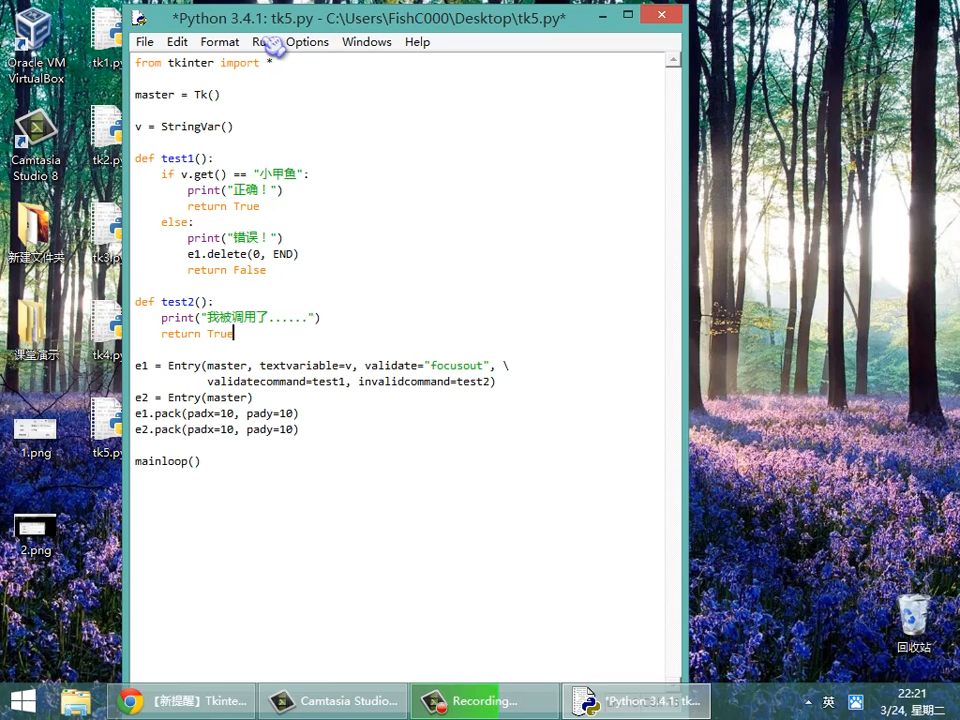 *Python 3.4.1: tk5.py - C:\Users\FishC000\Desktop\tk5.py*
File Edit Format Options Windows Help
from tkinter import *
master = Tk()
v = StringVar()
def test1():
if v.get() == "小甲鱼":
print("正确！")
return True
else:
print("错误！")
e1.delete(0, END)
return False
def test2():
print("我被调用了......")
return True
e1 = Entry(master, textvariable=v, validate="focusout", \
validatecommand=test1, invalidcommand=test2)
e2 = Entry(master)
e1.pack(padx=10, pady=10)
e2.pack(padx=10, pady=10)
mainloop()
Oracle VM
VirtualBox
Camtasia
Studio 8
新建文件夹
课堂演示
1.png
2.png
tk1.py
tk2.py
tk3.py
tk4.py
tk5.py
回收站
【新提醒】Tkinte...
Camtasia Studio...
Recording...
*Python 3.4.1: tk...
英
22:21
3/24, 星期二